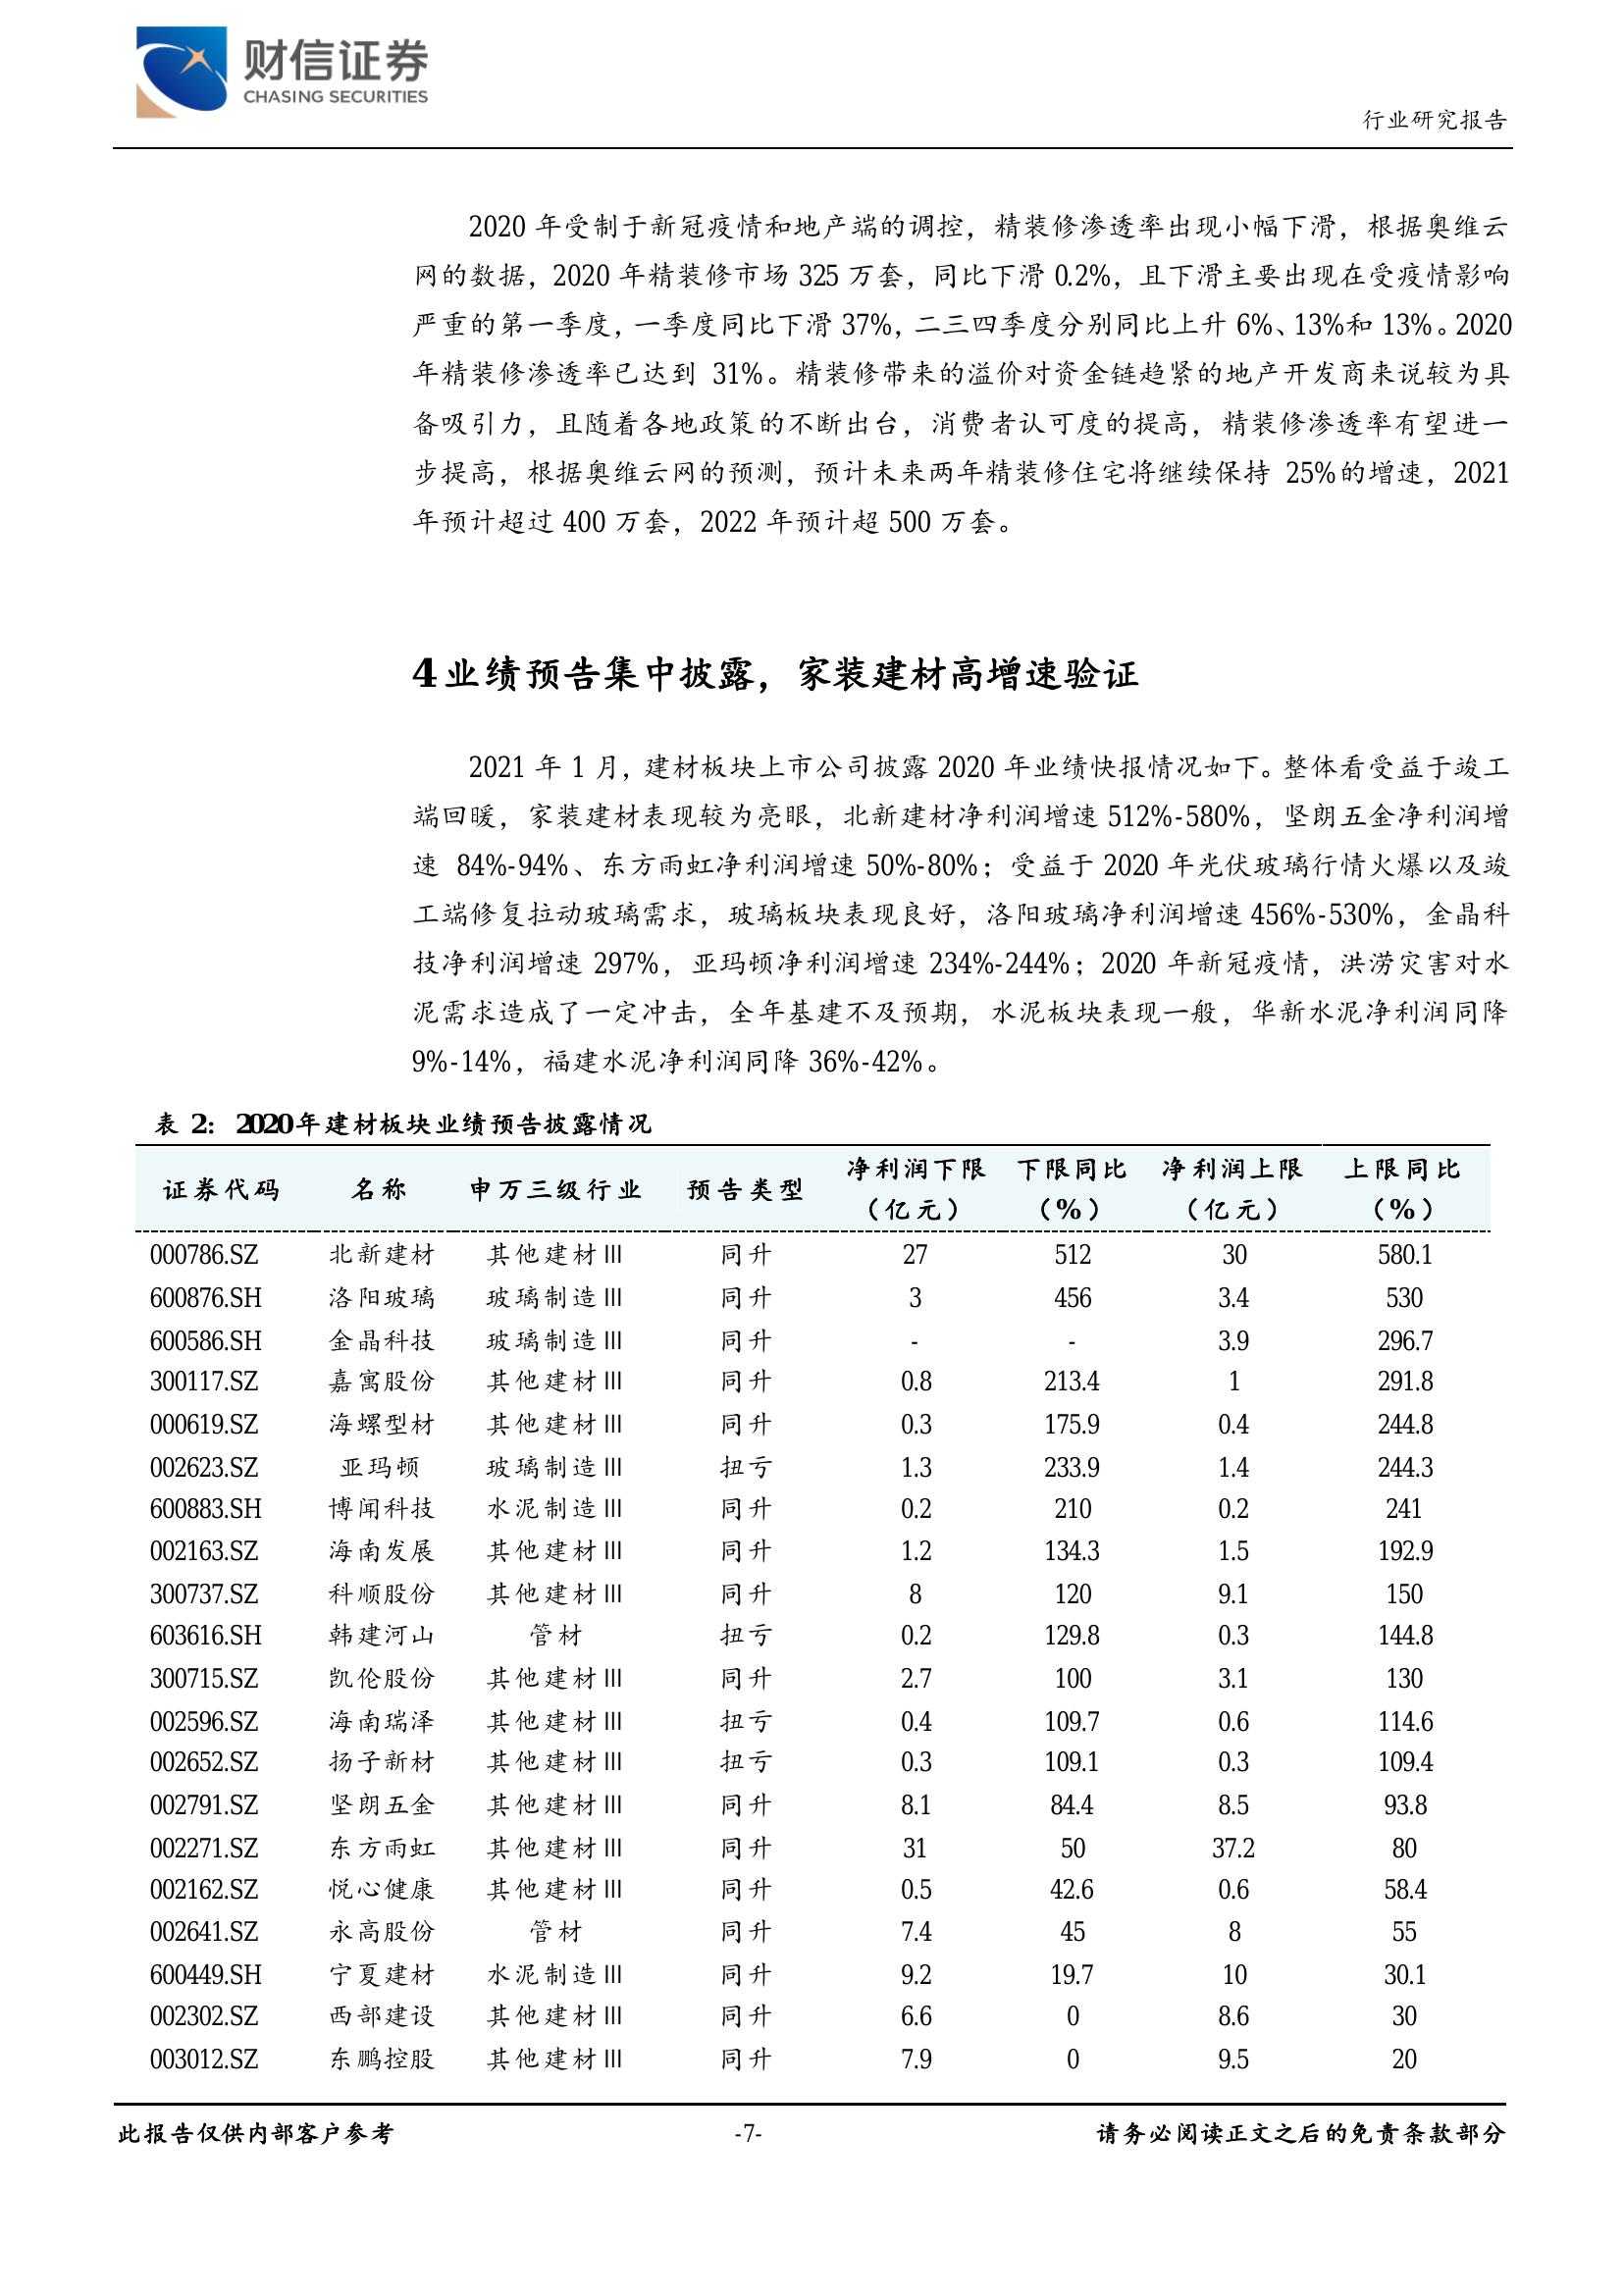 财信证券
CHASING SECURITIES
行业研究报告
2020 年受制于新冠疫情和地产端的调控，精装修渗透率出现小幅下滑，根据奥维云
网的数据，2020 年精装修市场 325 万套，同比下滑 0.2%，且下滑主要出现在受疫情影响
严重的第一季度，一季度同比下滑 37%，二三四季度分别同比上升 6%、13%和 13%。2020
年精装修渗透率已达到 31%。精装修带来的溢价对资金链趋紧的地产开发商来说较为具
备吸引力，且随着各地政策的不断出台，消费者认可度的提高，精装修渗透率有望进一
步提高，根据奥维云网的预测，预计未来两年精装修住宅将继续保持 25%的增速，2021
年预计超过 400 万套，2022 年预计超 500 万套。
4 业绩预告集中披露，家装建材高增速验证
2021 年 1 月，建材板块上市公司披露 2020 年业绩快报情况如下。整体看受益于竣工
端回暖，家装建材表现较为亮眼，北新建材净利润增速 512%-580%，坚朗五金净利润增
速 84%-94%、东方雨虹净利润增速 50%-80%；受益于 2020 年光伏玻璃行情火爆以及竣
工端修复拉动玻璃需求，玻璃板块表现良好，洛阳玻璃净利润增速 456%-530%，金晶科
技净利润增速 297%，亚玛顿净利润增速 234%-244%；2020 年新冠疫情，洪涝灾害对水
泥需求造成了一定冲击，全年基建不及预期，水泥板块表现一般，华新水泥净利润同降
9%-14%，福建水泥净利润同降 36%-42%。
表 2： 2020年建材板块业绩预告披露情况
证券代码 名称 申万三级行业 预告类型 净利润下限（亿元） 下限同比（%） 净利润上限（亿元） 上限同比（%）
000786.SZ 北新建材 其他建材Ⅲ 同升 27 512 30 580.1
600876.SH 洛阳玻璃 玻璃制造Ⅲ 同升 3 456 3.4 530
600586.SH 金晶科技 玻璃制造Ⅲ 同升 - - 3.9 296.7
300117.SZ 嘉寓股份 其他建材Ⅲ 同升 0.8 213.4 1 291.8
000619.SZ 海螺型材 其他建材Ⅲ 同升 0.3 175.9 0.4 244.8
002623.SZ 亚玛顿 玻璃制造Ⅲ 扭亏 1.3 233.9 1.4 244.3
600883.SH 博闻科技 水泥制造Ⅲ 同升 0.2 210 0.2 241
002163.SZ 海南发展 其他建材Ⅲ 同升 1.2 134.3 1.5 192.9
300737.SZ 科顺股份 其他建材Ⅲ 同升 8 120 9.1 150
603616.SH 韩建河山 管材 扭亏 0.2 129.8 0.3 144.8
300715.SZ 凯伦股份 其他建材Ⅲ 同升 2.7 100 3.1 130
002596.SZ 海南瑞泽 其他建材Ⅲ 扭亏 0.4 109.7 0.6 114.6
002652.SZ 扬子新材 其他建材Ⅲ 扭亏 0.3 109.1 0.3 109.4
002791.SZ 坚朗五金 其他建材Ⅲ 同升 8.1 84.4 8.5 93.8
002271.SZ 东方雨虹 其他建材Ⅲ 同升 31 50 37.2 80
002162.SZ 悦心健康 其他建材Ⅲ 同升 0.5 42.6 0.6 58.4
002641.SZ 永高股份 管材 同升 7.4 45 8 55
600449.SH 宁夏建材 水泥制造Ⅲ 同升 9.2 19.7 10 30.1
002302.SZ 西部建设 其他建材Ⅲ 同升 6.6 0 8.6 30
003012.SZ 东鹏控股 其他建材Ⅲ 同升 7.9 0 9.5 20
此报告仅供内部客户参考 -7- 请务必阅读正文之后的免责条款部分